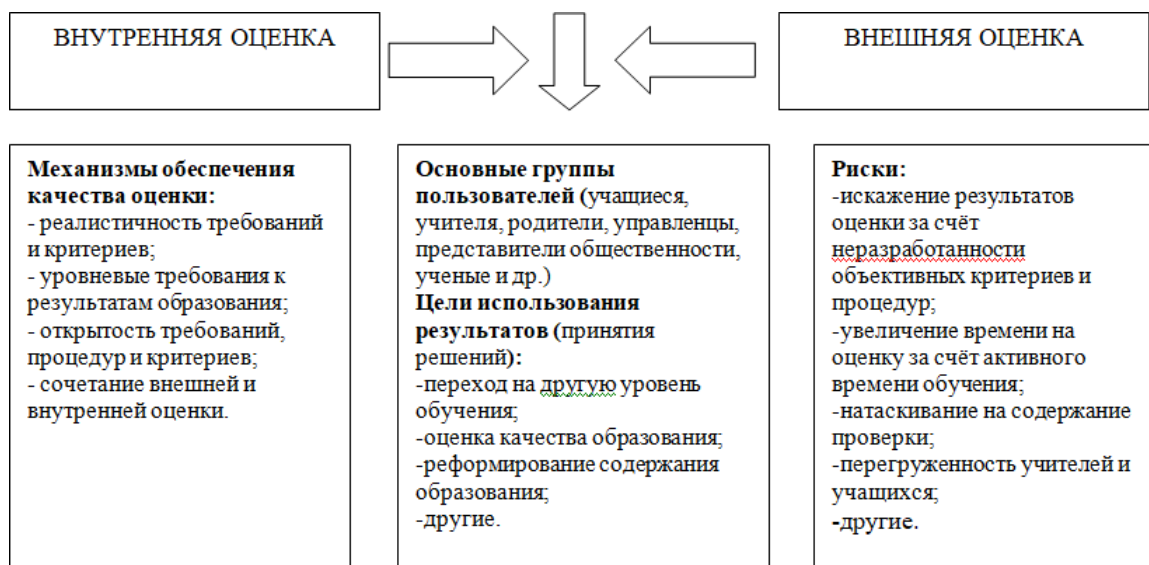 ВНУТРЕННЯЯ ОЦЕНКА
ВНЕШНЯЯ ОЦЕНКА
Механизмы обеспечения
качества оценки:
- реалистичность требований
и критериев;
- уровневые требования к
результатам образования;
- открытость требований,
процедур и критериев;
- сочетание внешней и
внутренней оценки.
Основные группы
пользователей (учащиеся,
учителя, родители, управленцы,
представители общественности,
ученые и др.)
Цели использования
результатов (принятия
решений):
-переход на другую уровень
обучения;
-оценка качества образования;
-реформирование содержания
образования;
-другие.
Риски:
-искажение результатов
оценки за счёт
неразработанности
объективных критериев и
процедур;
-увеличение времени на
оценку за счёт активного
времени обучения;
-натаскивание на содержание
проверки;
-перегруженность учителей и
учащихся;
-другие.